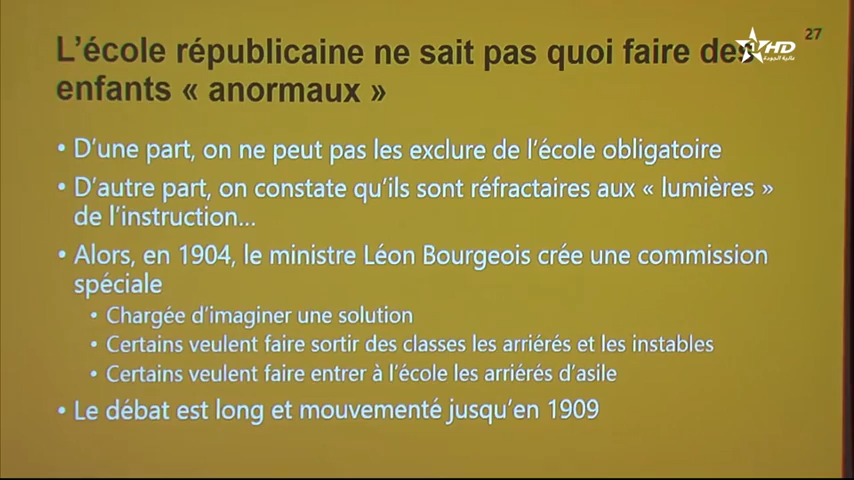 27
HD
عالية الجودة
L'école républicaine ne sait pas quoi faire des
enfants « anormaux »
• D'une part, on ne peut pas les exclure de l'école obligatoire
• D'autre part, on constate qu'ils sont réfractaires aux « lumières »
de l'instruction...
• Alors, en 1904, le ministre Léon Bourgeois crée une commission
spéciale
• Chargée d'imaginer une solution
• Certains veulent faire sortir des classes les arriérés et les instables
• Certains veulent faire entrer à l'école les arriérés d'asile
• Le débat est long et mouvementé jusqu'en 1909